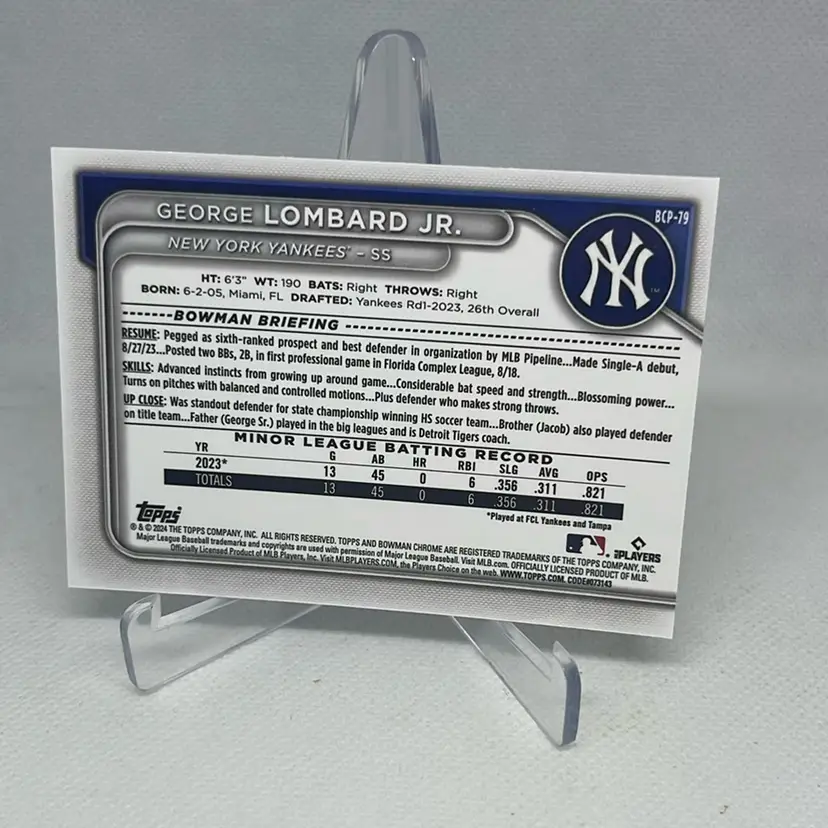 BCP-79
GEORGE LOMBARD JR.
NEW YORK YANKEES™ – SS
NY
HT: 6'3" WT: 190 BATS: Right THROWS: Right
BORN: 6-2-05, Miami, FL DRAFTED: Yankees Rd1-2023, 26th Overall
BOWMAN BRIEFING
RESUME: Pegged as sixth-ranked prospect and best defender in organization by MLB Pipeline...Made Single-A debut,
8/27/23...Posted two BBs, 2B, in first professional game in Florida Complex League, 8/18.
SKILLS: Advanced instincts from growing up around game...Considerable bat speed and strength...Blossoming power...
Turns on pitches with balanced and controlled motions...Plus defender who makes strong throws.
UP CLOSE: Was standout defender for state championship winning HS soccer team...Brother (Jacob) also played defender
on title team...Father (George Sr.) played in the big leagues and is Detroit Tigers coach.
MINOR LEAGUE BATTING RECORD
YR G AB HR RBI SLG AVG OPS
2023* 13 45 0 6 .356 .311 .821
TOTALS 13 45 0 6 .356 .311 .821
*Played at FCL Yankees and Tampa
Topps
® & © 2024 THE TOPPS COMPANY, INC. ALL RIGHTS RESERVED. TOPPS AND BOWMAN CHROME ARE REGISTERED TRADEMARKS OF THE TOPPS COMPANY, INC.
Major League Baseball trademarks and copyrights are used with permission of Major League Baseball. Visit MLB.com. OFFICIALLY LICENSED PRODUCT OF MLB.
Officially Licensed Product of MLB Players, Inc. Visit MLBPLAYERS.COM, the Players Choice on the web. WWW.TOPPS.COM. CODE#073143
PLAYERS